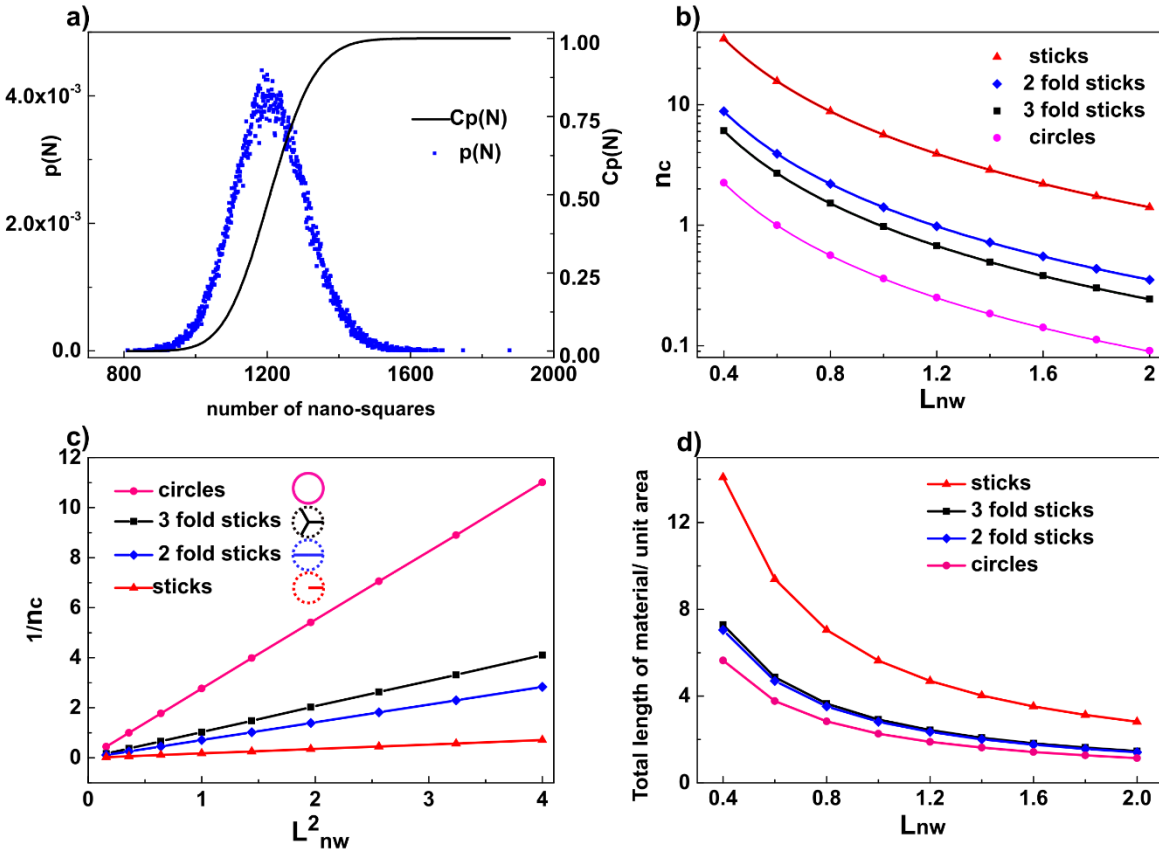 a)
p(N)
4.0x10⁻³
2.0x10⁻³
0.0
1.00
0.75
0.50
0.25
0.00
Cp(N)
Cp(N)
p(N)
800 1200 1600 2000
number of nano-squares
b)
n_c
10
1
0.1
sticks
2 fold sticks
3 fold sticks
circles
0.4 0.8 1.2 1.6 2
L_nw
c)
1/n_c
12
10
8
6
4
2
0
circles
3 fold sticks
2 fold sticks
sticks
0 1 2 3 4
L²_nw
d)
Total length of material/ unit area
12
8
4
0
sticks
3 fold sticks
2 fold sticks
circles
0.4 0.8 1.2 1.6 2.0
L_nw